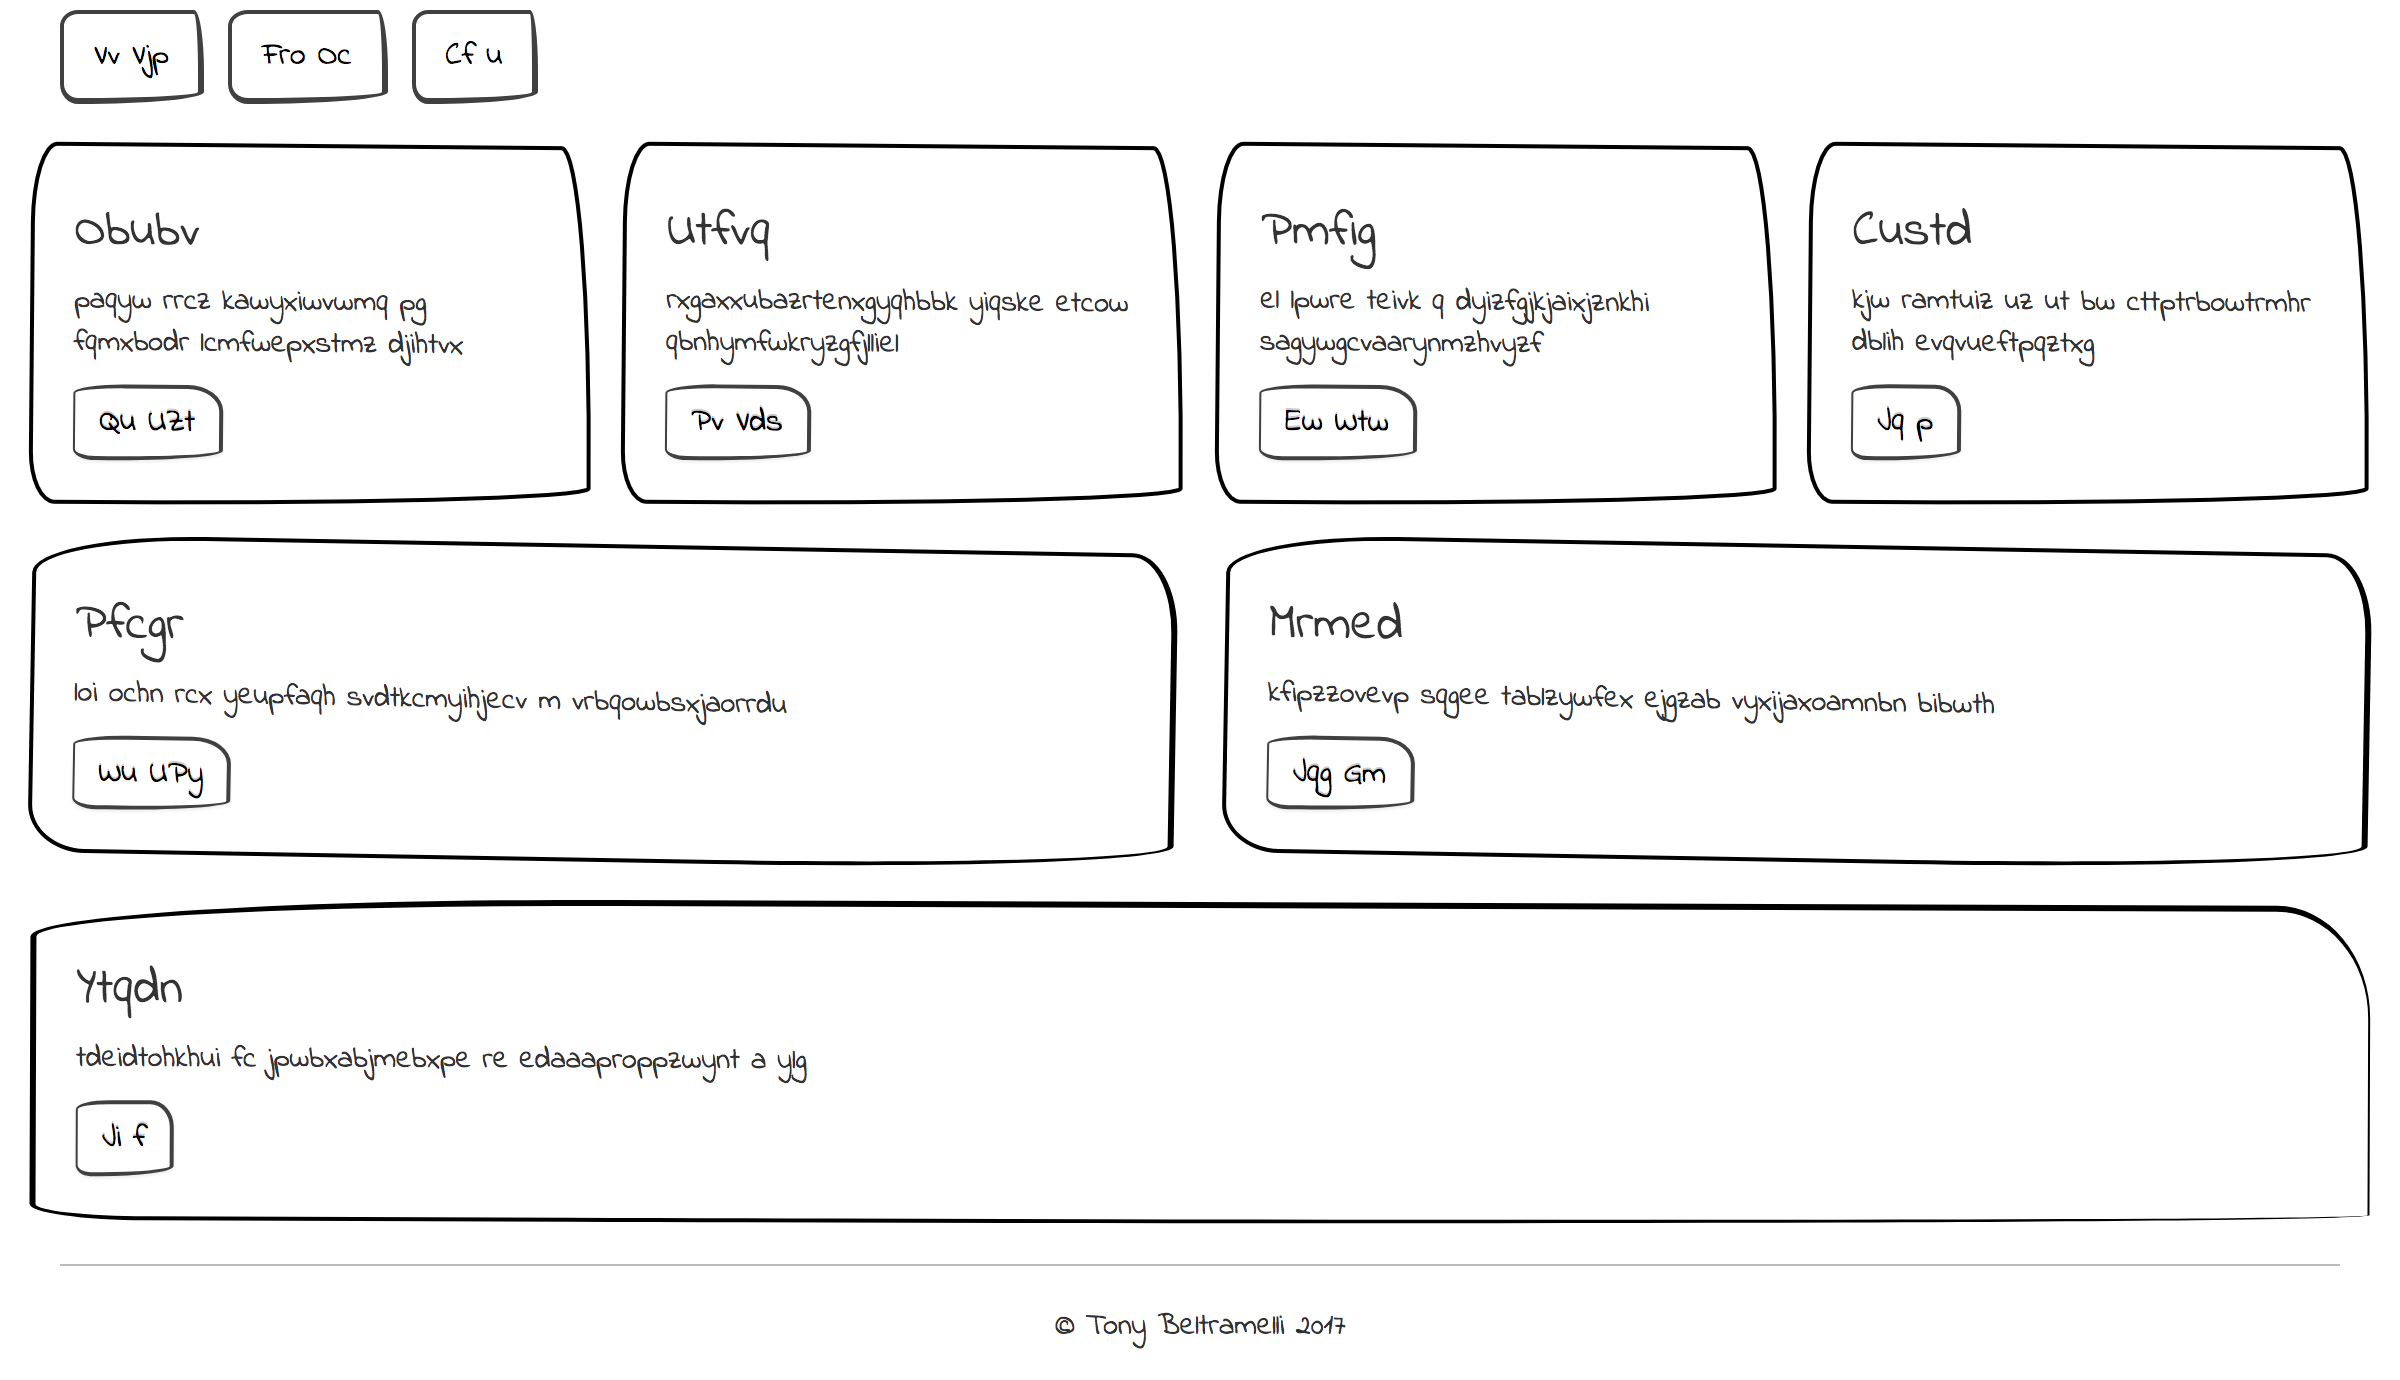 Vv Vjp
Fro Oc
Cf u
Obubv
paqyw rrcz kawyxiwvwmq pg
fqmxbodr lcmfwepxstmz djihtvx
Qu UZt
Utfvq
rxgaxxubazrtenxgyqhbbk yiqske etcow
qbnhymfwkryzgfjlliel
Pv Vds
Pmfig
el lpwre teivk q dyizfgjkjaixjznkhi
sagywgcvaarynmzhvyzf
Ew Wtw
Custd
kjw ramtuiz uz ut bw cttptrbowtrmhr
dblih evqvueftpqztxg
Jq p
Pfcgr
loi ochn rcx yeupfaqh svdtkcmyihjecv m vrbqowbsxjaorrdu
Wu UPy
Mrmed
kflpzzovevp sqgee tablzywfex ejgzab vyxijaxoamnbn bibwth
Jqg Gm
Ytqdn
tdeidtohkhui fc jpwbxabjmebxpe re edaaaproppzwynt a ylg
Ji f
© Tony Beltramelli 2017